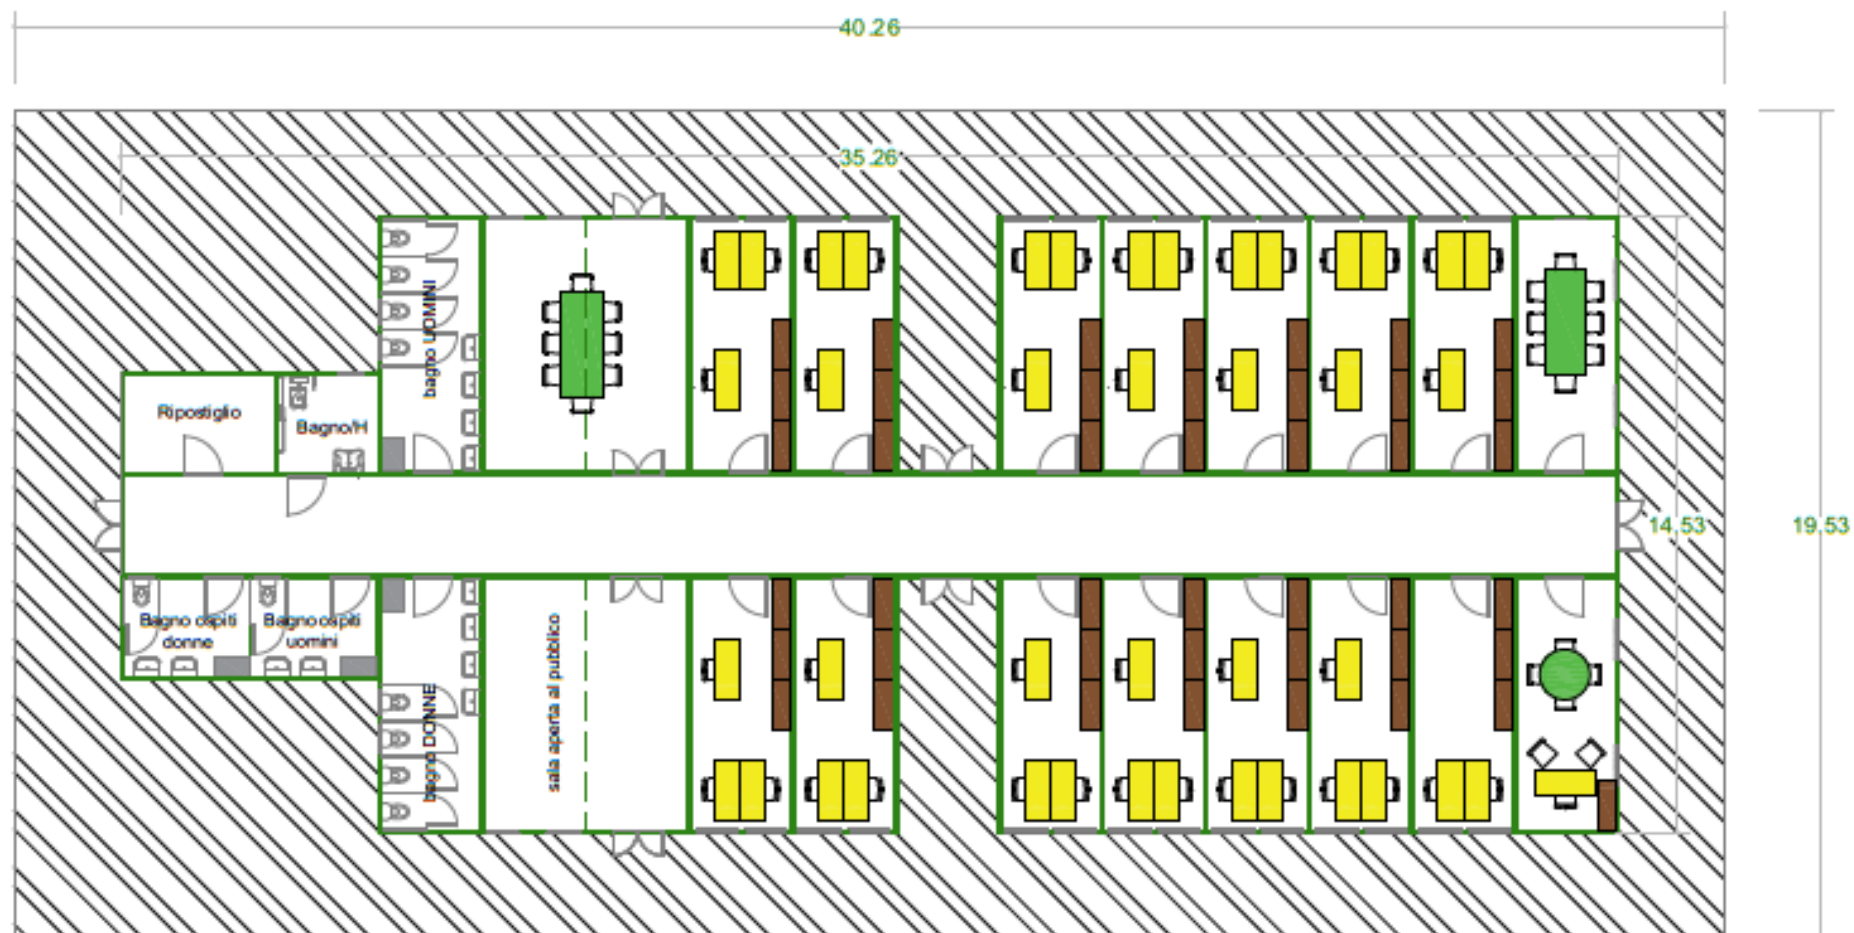 40.26
35.26
bagno UOMINI
Ripostiglio
Bagno/H
14,53
19.53
Bagno ospiti
donne
Bagno ospiti
uomini
sala aperta al pubblico
bagno DONNE